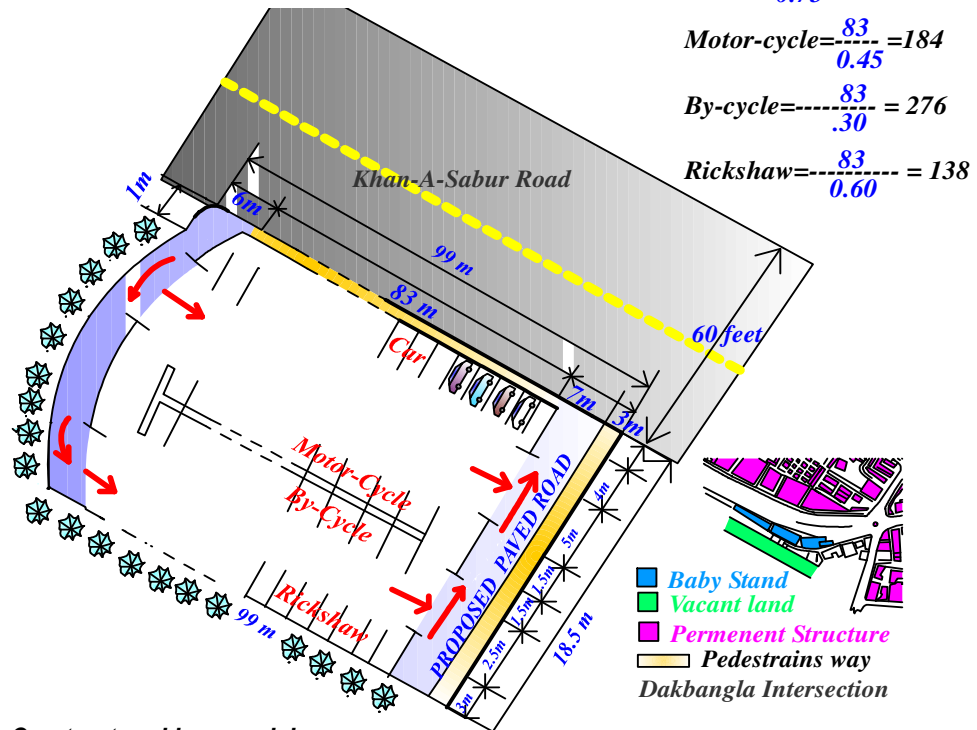 Motor-cycle=83/0.45 =184
By-cycle=83/.30 = 276
Rickshaw=83/0.60 = 138
Khan-A-Sabur Road
1m
6m
99 m
83 m
60 feet
Car
7m
3m
Motor-Cycle
By-Cycle
PROPOSED PAVED ROAD
4m
5m
1.5m
1.5m
2.5m
3m
18.5 m
Rickshaw
99 m
Baby Stand
Vacant land
Permenent Structure
Pedestrains way
Dakbangla Intersection